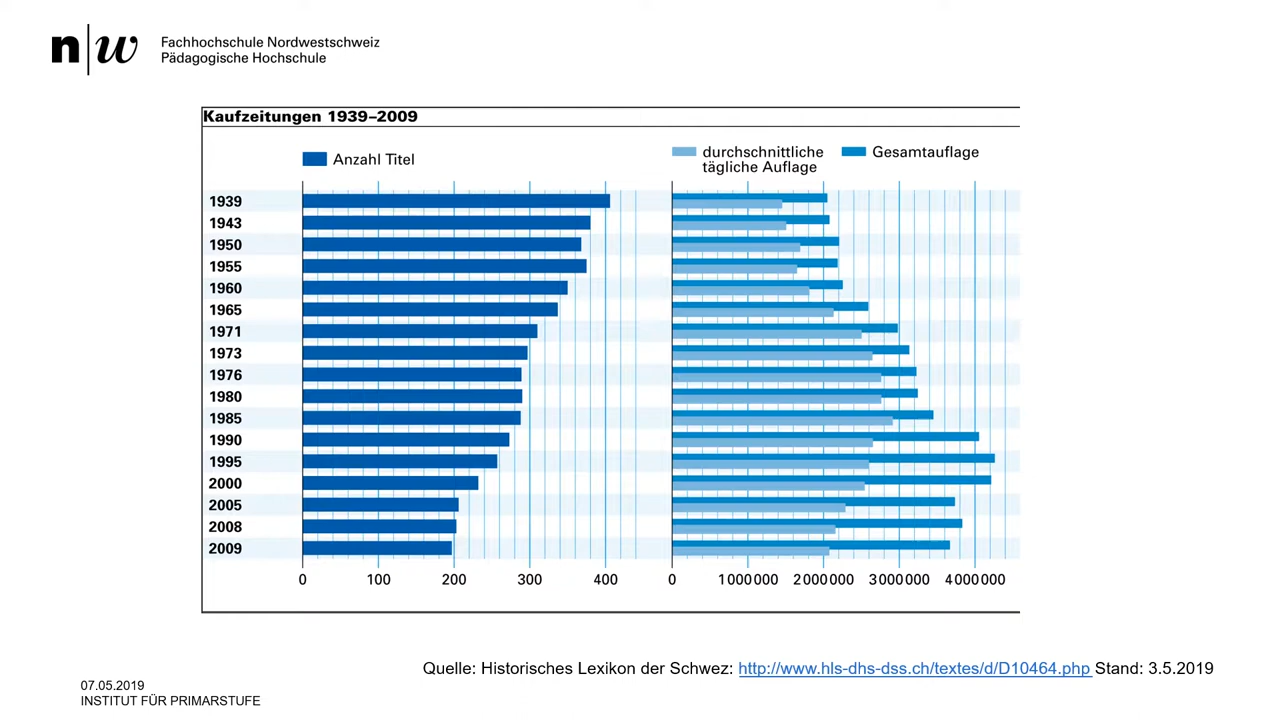 n|w
Fachhochschule Nordwestschweiz
Pädagogische Hochschule
Kaufzeitungen 1939–2009
Anzahl Titel
durchschnittliche
tägliche Auflage
Gesamtauflage
1939
1943
1950
1955
1960
1965
1971
1973
1976
1980
1985
1990
1995
2000
2005
2008
2009
0 100 200 300 400
0 1000000 2000000 3000000 4000000
Quelle: Historisches Lexikon der Schwez: http://www.hls-dhs-dss.ch/textes/d/D10464.php Stand: 3.5.2019
07.05.2019
INSTITUT FÜR PRIMARSTUFE